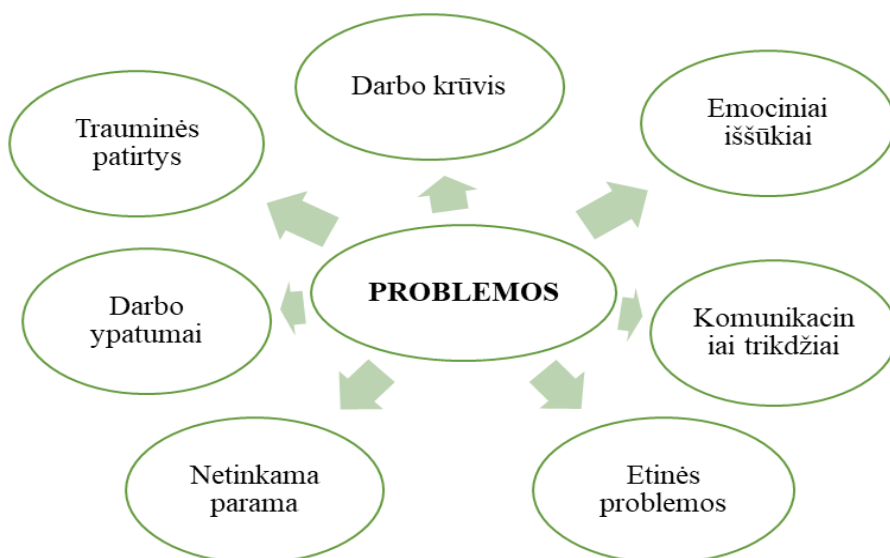 Darbo krūvis
Emociniai
iššūkiai
Trauminės
patirtys
PROBLEMOS
Darbo
ypatumai
Komunikacin
iai trikdžiai
Netinkama
parama
Etinės
problemos